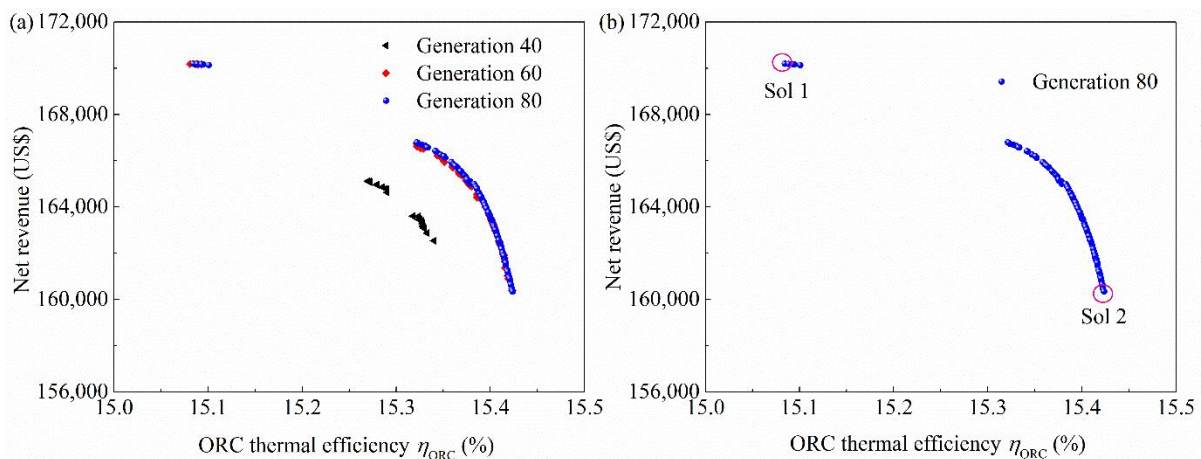 (a)
172,000
168,000
164,000
160,000
156,000
Net revenue (US$)
Generation 40
Generation 60
Generation 80
15.0 15.1 15.2 15.3 15.4 15.5
ORC thermal efficiency ηORC (%)
(b)
172,000
168,000
164,000
160,000
156,000
Net revenue (US$)
Sol 1
Generation 80
Sol 2
15.0 15.1 15.2 15.3 15.4 15.5
ORC thermal efficiency ηORC (%)